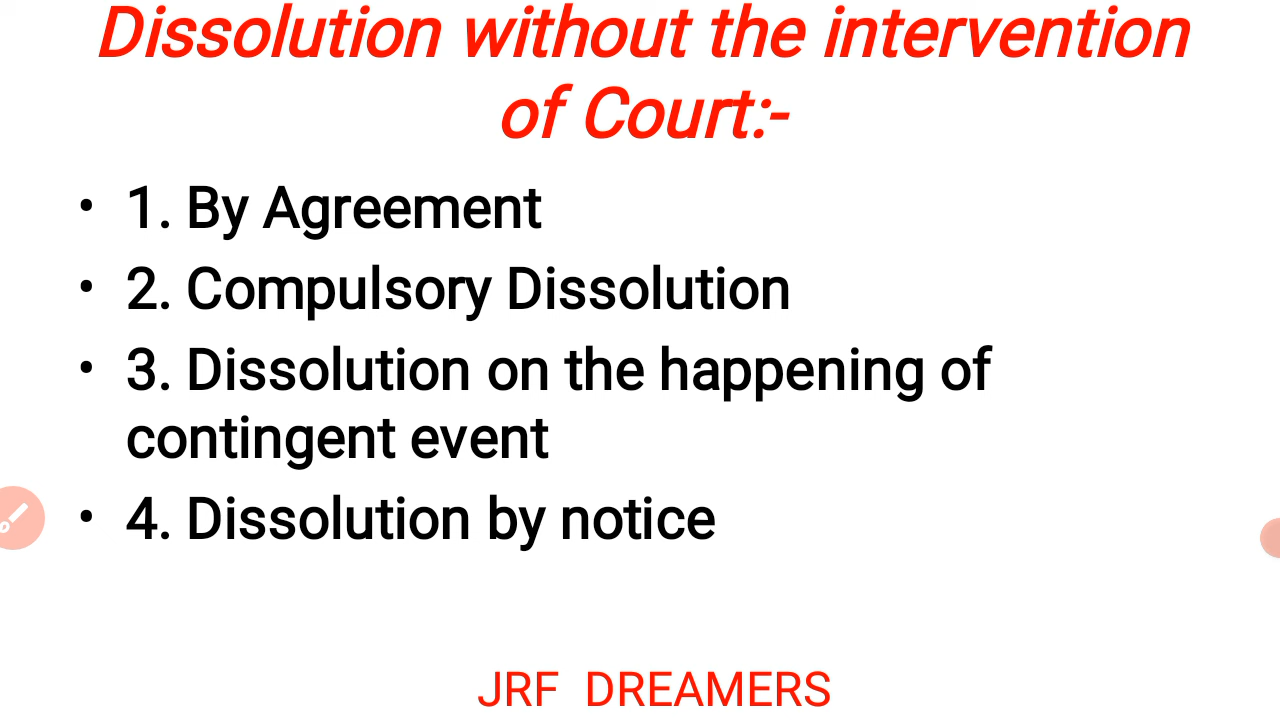 Dissolution without the intervention
of Court:-
• 1. By Agreement
• 2. Compulsory Dissolution
• 3. Dissolution on the happening of
contingent event
• 4. Dissolution by notice
JRF DREAMERS